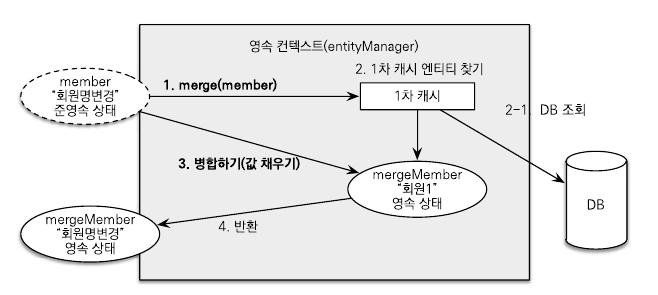 영속 컨텍스트(entityManager)
member
“회원명변경”
준영속 상태
1. merge(member)
2. 1차 캐시 엔티티 찾기
1차 캐시
2-1. DB 조회
3. 병합하기(값 채우기)
mergeMember
“회원1”
영속 상태
DB
mergeMember
“회원명변경”
영속 상태
4. 반환